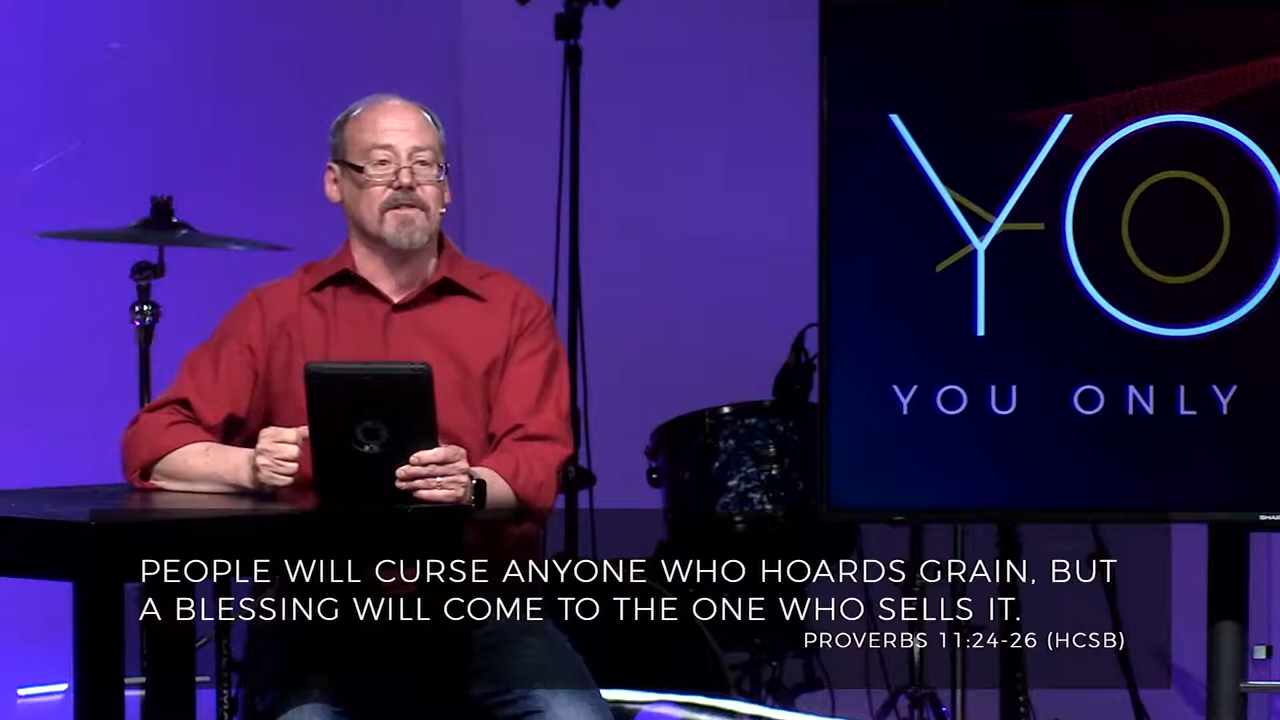 YO
YOU ONLY
SHARP
PEOPLE WILL CURSE ANYONE WHO HOARDS GRAIN, BUT
A BLESSING WILL COME TO THE ONE WHO SELLS IT.
PROVERBS 11:24-26 (HCSB)